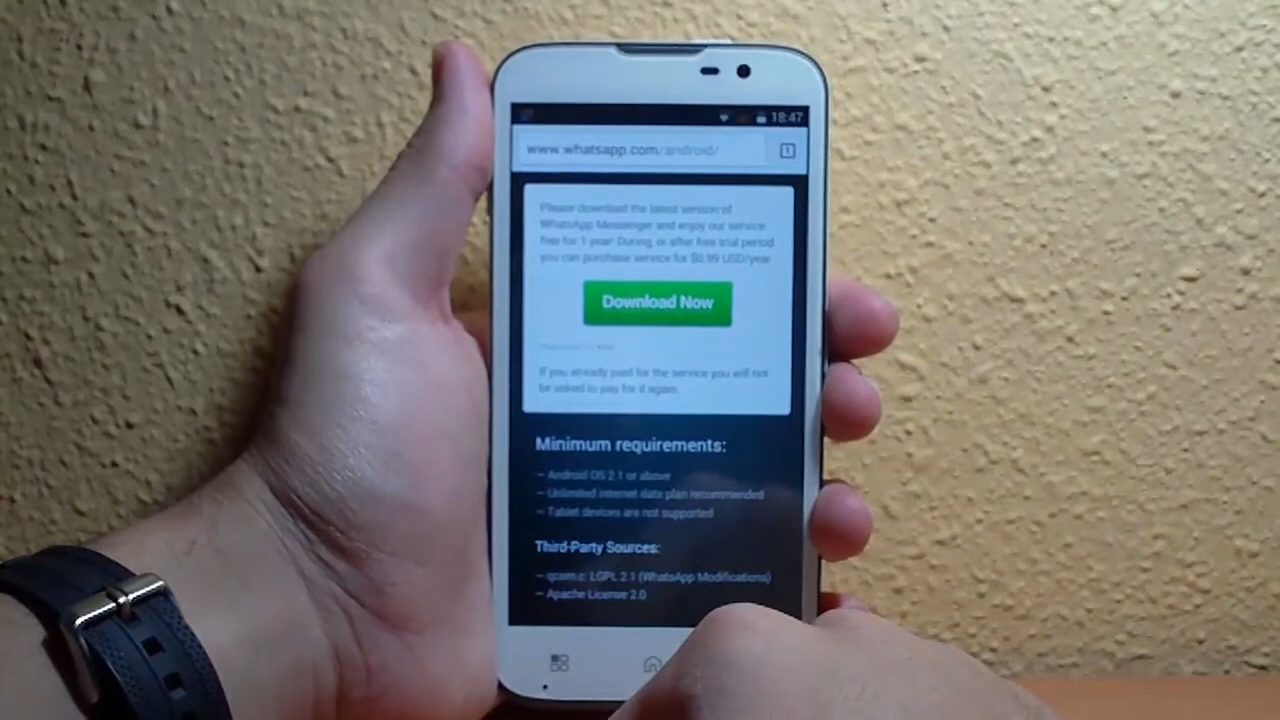 18:47
www.whatsapp.com/android/
1
Please download the latest version of
WhatsApp Messenger and enjoy our service
free for 1 year! During, or after free trial period
you can purchase service for $0.99 USD/year
Download Now
If you already paid for the service you will not
be asked to pay for it again.
Minimum requirements:
– Android OS 2.1 or above
– Unlimited internet data plan recommended
– Tablet devices are not supported
Third-Party Sources:
– qcelp.c: LGPL 2.1 (WhatsApp Modifications)
– Apache License 2.0